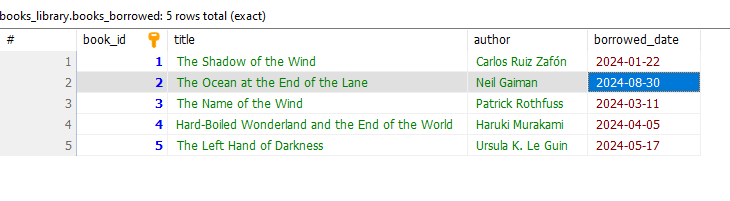 books_library.books_borrowed: 5 rows total (exact)
# book_id title author borrowed_date
1 1 The Shadow of the Wind Carlos Ruiz Zafón 2024-01-22
2 2 The Ocean at the End of the Lane Neil Gaiman 2024-08-30
3 3 The Name of the Wind Patrick Rothfuss 2024-03-11
4 4 Hard-Boiled Wonderland and the End of the World Haruki Murakami 2024-04-05
5 5 The Left Hand of Darkness Ursula K. Le Guin 2024-05-17